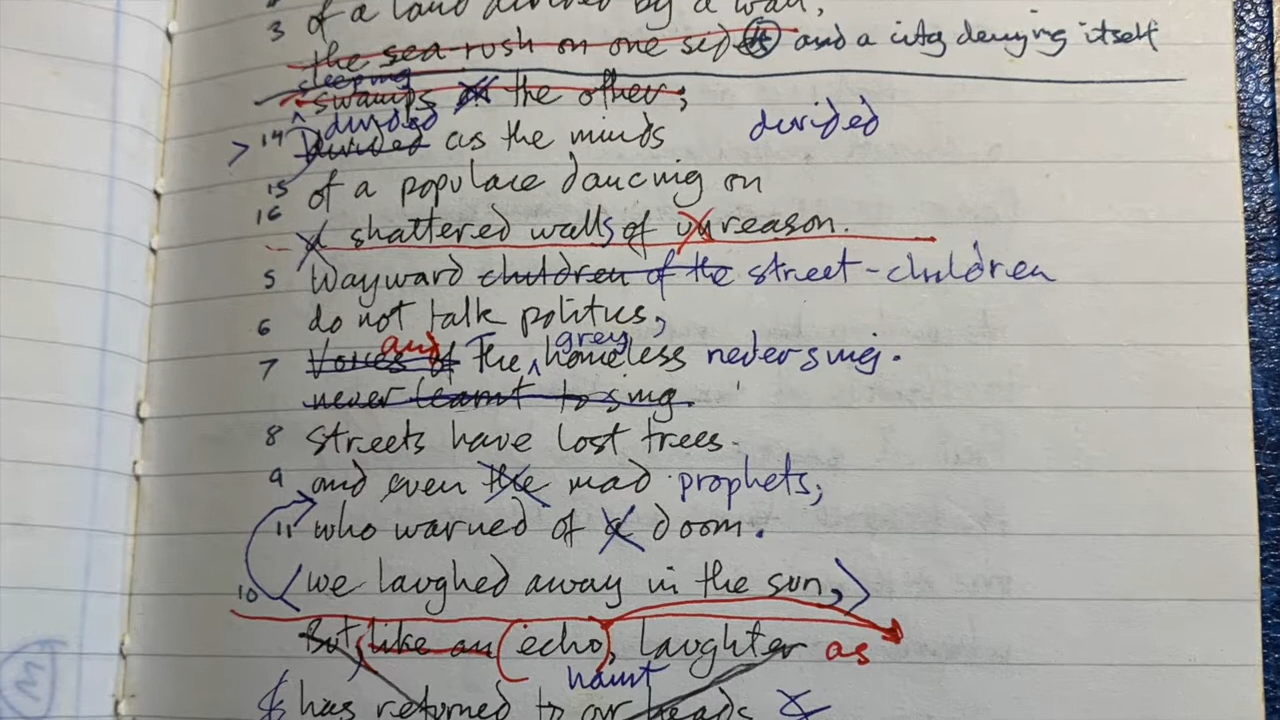 3 of a land divided by a wall,
the sea-rush on one side and a city denying itself
sleeping
swamps on the other;
divided
14 Divided as the minds divided
15 of a populace dancing on
16 a shattered walls of unreason.
5 Wayward children of the street-children
6 do not talk politics,
and grey
7 Voices of The homeless never sing.
never learnt to sing.
8 streets have lost trees.
9 and even the mad prophets,
11 who warned of a doom.
10 (we laughed away in the sun,)
But, like an (echo), laughter as
haunt
has returned to our heads
M